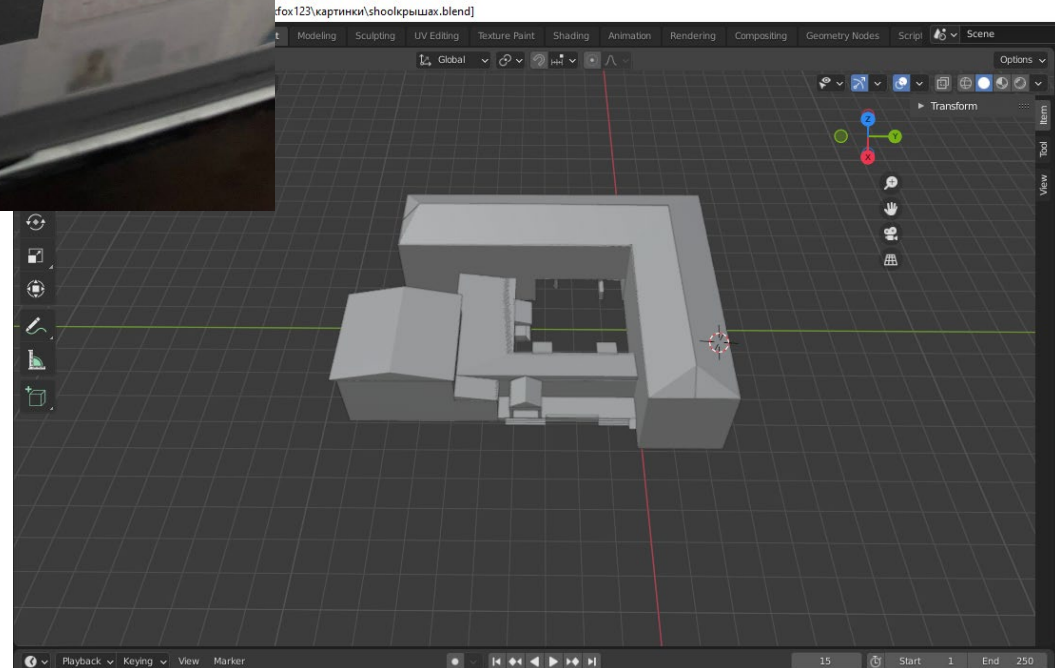 cfox123\картинки\shoolкрышах.blend]
t Modeling Sculpting UV Editing Texture Paint Shading Animation Rendering Compositing Geometry Nodes Script Scene
Global Options
Transform
Item
Tool
View
Z
Y
X
Playback Keying View Marker 15 Start 1 End 250